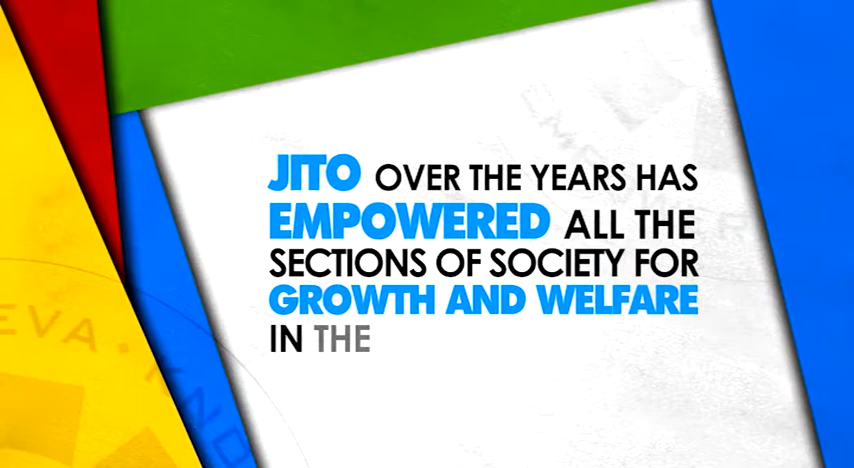 JITO OVER THE YEARS HAS
EMPOWERED ALL THE
SECTIONS OF SOCIETY FOR
GROWTH AND WELFARE
IN THE